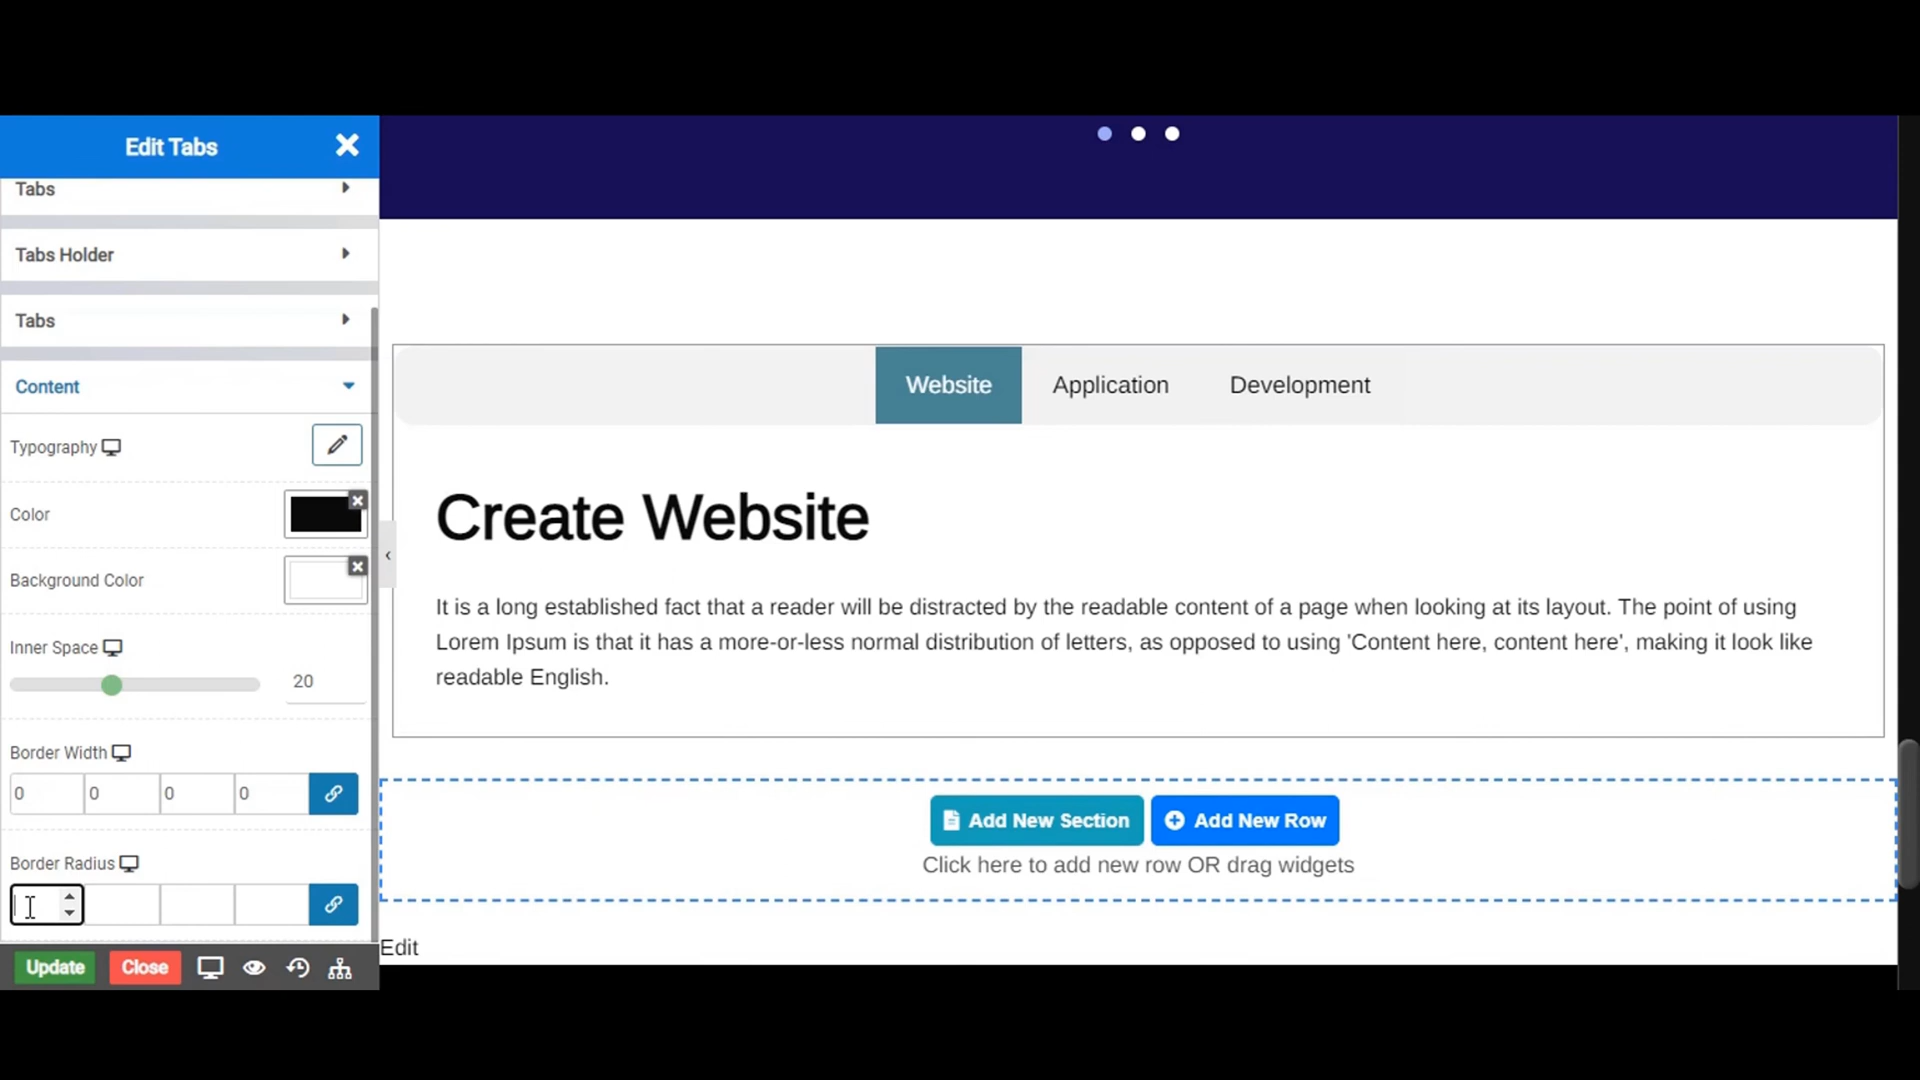 Edit Tabs
Tabs
Tabs Holder
Tabs
Content
Typography
Color
Background Color
Inner Space
20
Border Width
0 0 0 0
Border Radius
Update Close
Website Application Development
Create Website
It is a long established fact that a reader will be distracted by the readable content of a page when looking at its layout. The point of using
Lorem Ipsum is that it has a more-or-less normal distribution of letters, as opposed to using 'Content here, content here', making it look like
readable English.
Add New Section Add New Row
Click here to add new row OR drag widgets
Edit